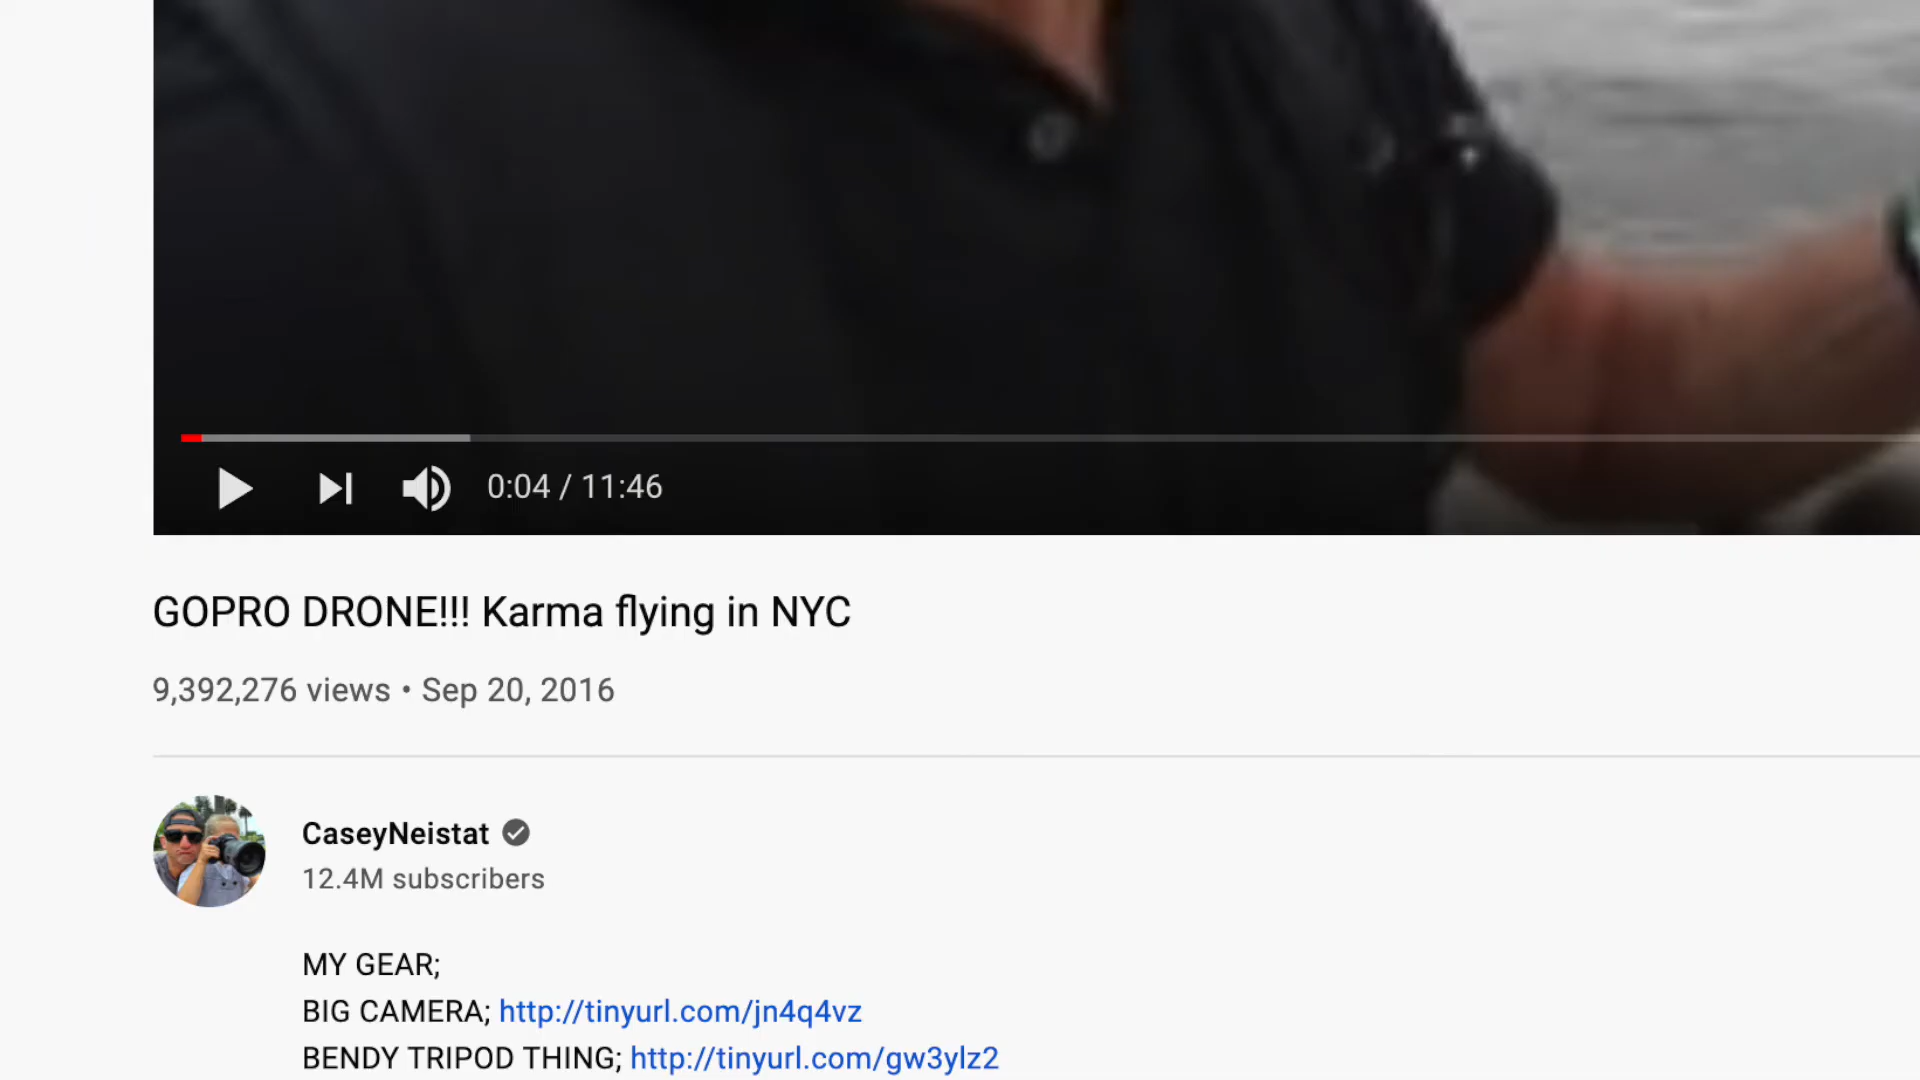 0:04 / 11:46
GOPRO DRONE!!! Karma flying in NYC
9,392,276 views • Sep 20, 2016
CaseyNeistat
12.4M subscribers
MY GEAR;
BIG CAMERA; http://tinyurl.com/jn4q4vz
BENDY TRIPOD THING; http://tinyurl.com/gw3ylz2